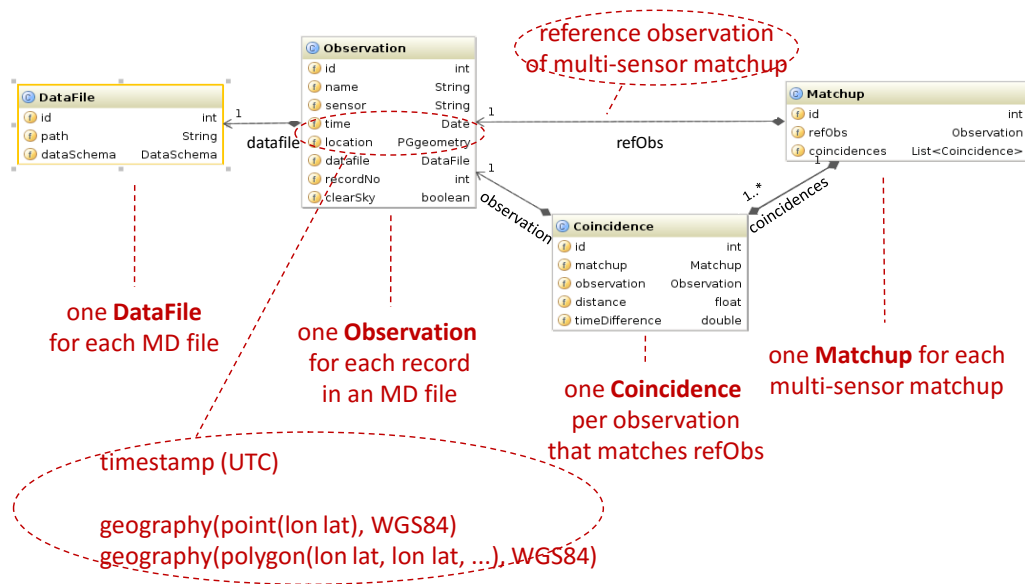 reference observation
of multi-sensor matchup
Observation
id int
name String
sensor String
time Date
location PGgeometry
datafile DataFile
recordNo int
clearSky boolean
DataFile
id int
path String
dataSchema DataSchema
Matchup
id int
refObs Observation
coincidences List<Coincidence>
1
datafile
1
refObs
1
observation
1
1..*
coincidences
Coincidence
id int
matchup Matchup
observation Observation
distance float
timeDifference double
one DataFile
for each MD file
one Observation
for each record
in an MD file
one Coincidence
per observation
that matches refObs
one Matchup for each
multi-sensor matchup
timestamp (UTC)
geography(point(lon lat), WGS84)
geography(polygon(lon lat, lon lat, ...), WGS84)